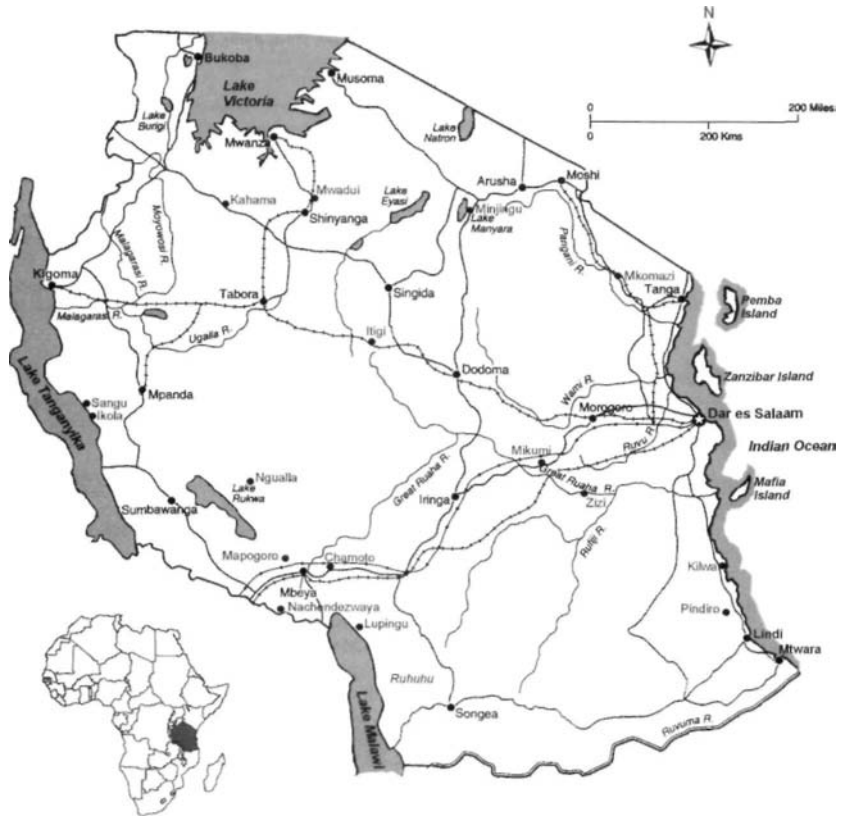 N
Bukoba
Lake
Victoria
Musoma
0
200 Miles
200 Kms
Lake
Burigi
Lake
Natron
Mwanza
Arusha
Moshi
Kahama
Mwadui
Lake
Eyasi
Minjingu
Lake
Manyara
Shinyanga
Moyowosi R.
Malagarasi R.
Pangani R.
Kigoma
Mkomazi
Tanga
Pemba
Island
Tabora
Singida
Malagarasi R.
Ugalla R.
Itigi
Zanzibar Island
Lake Tanganyika
Dodoma
Mpanda
Wami R.
Sangu
Ikola
Morogoro
Dar es Salaam
Ruvu R.
Indian Ocean
Mikumi
Great Ruaha R.
Great Ruaha R.
Ngualla
Lake
Rukwa
Mafia
Island
Sumbawanga
Iringa
Zizi
Rufiji R.
Mapogoro
Chamoto
Kilwa
Mbeya
Nachendezwaya
Pindiro
Lupingu
Lindi
Mtwara
Ruhuhu
Lake Malawi
Songea
Ruvuma R.